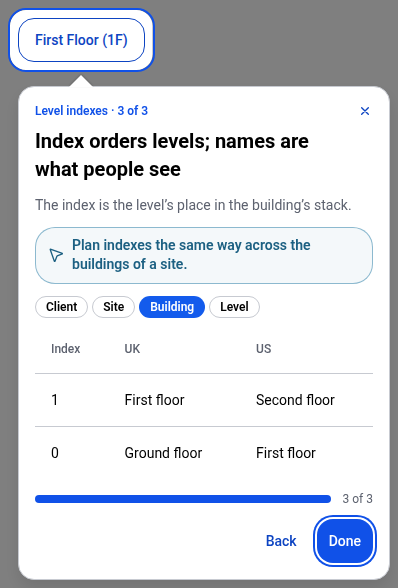 First Floor (1F)
Level indexes · 3 of 3
Index orders levels; names are
what people see
The index is the level's place in the building's stack.
Plan indexes the same way across the
buildings of a site.
Client Site Building Level
Index UK US
1 First floor Second floor
0 Ground floor First floor
3 of 3
Back Done